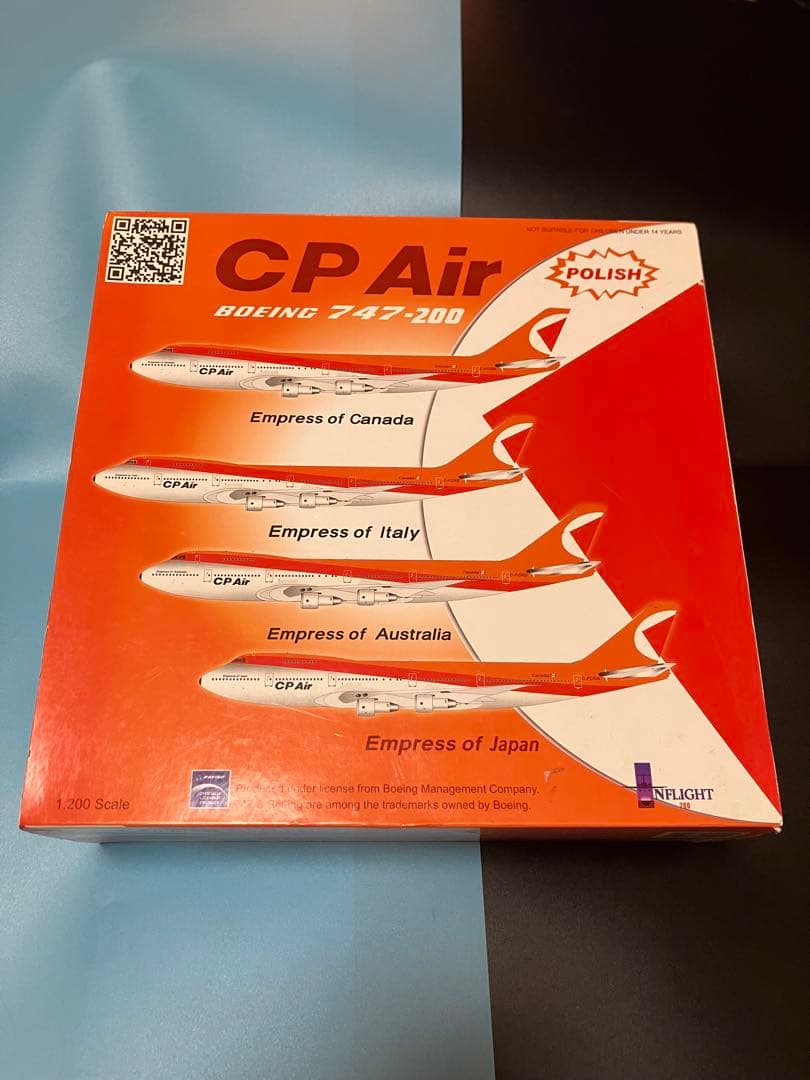 NOT SUITABLE FOR CHILDREN UNDER 14 YEARS
CP Air
POLISH
BOEING 747-200
CP Air
Empress of Canada
CP Air
Empress of Italy
CP Air
Empress of Australia
CP Air
Canada
Empress of Japan
1:200 Scale
Produced under license from Boeing Management Company.
& Boeing are among the trademarks owned by Boeing.
INFLIGHT
200